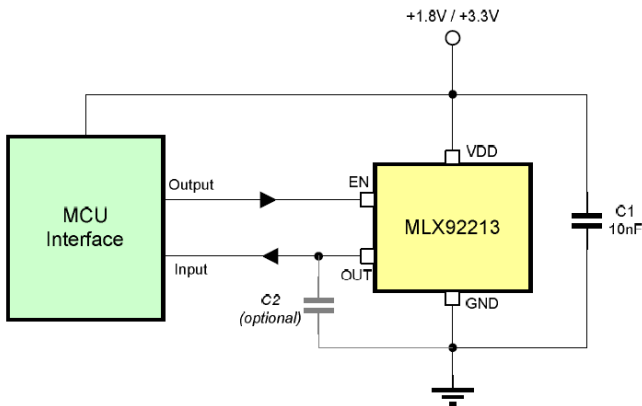 +1.8V / +3.3V
VDD
Output
EN
MCU
Interface
MLX92213
C1
10nF
Input
OUT
C2
(optional)
GND